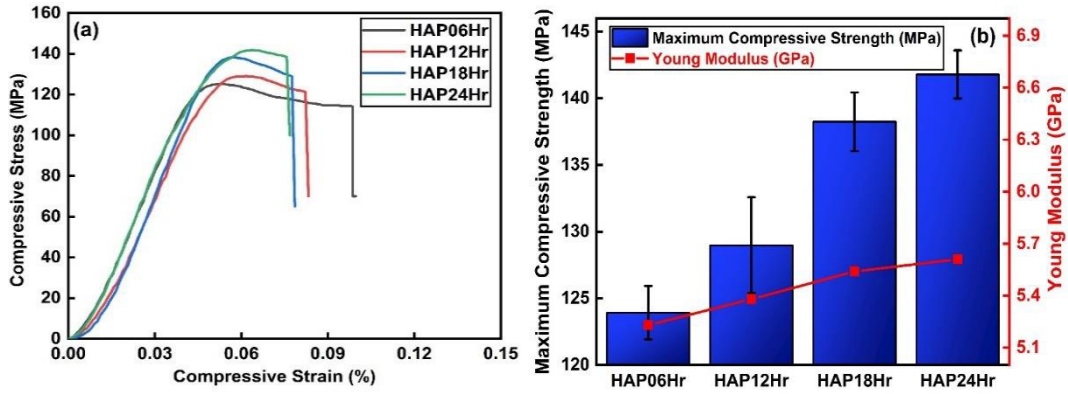 (a)
HAP06Hr
HAP12Hr
HAP18Hr
HAP24Hr
160
140
120
100
80
60
40
20
0
Compressive Stress (MPa)
0.00 0.03 0.06 0.09 0.12 0.15
Compressive Strain (%)
(b)
Maximum Compressive Strength (MPa)
Young Modulus (GPa)
145
140
135
130
125
120
Maximum Compressive Strength (MPa)
HAP06Hr HAP12Hr HAP18Hr HAP24Hr
6.9
6.6
6.3
6.0
5.7
5.4
5.1
Young Modulus (GPa)